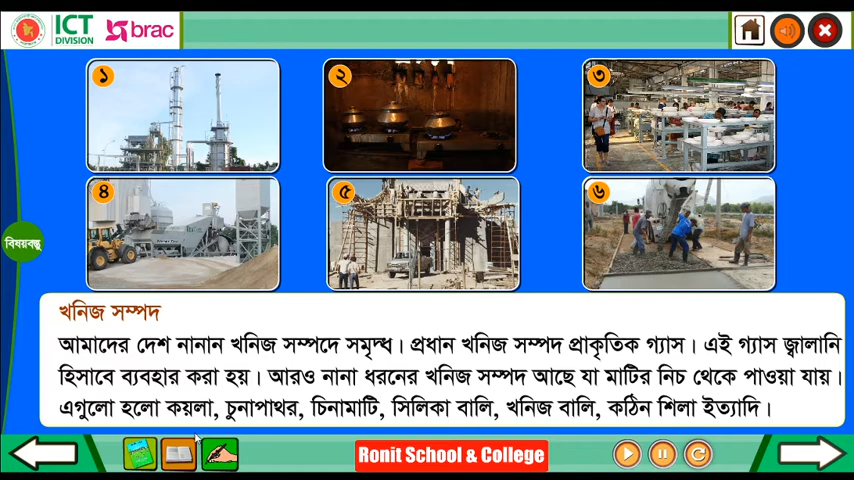 ICT
DIVISION
brac
১
২
৩
৪
৫
৬
বিষয়বস্তু
খনিজ সম্পদ
আমাদের দেশ নানান খনিজ সম্পদে সমৃদ্ধ। প্রধান খনিজ সম্পদ প্রাকৃতিক গ্যাস। এই গ্যাস জ্বালানি
হিসাবে ব্যবহার করা হয়। আরও নানা ধরনের খনিজ সম্পদ আছে যা মাটির নিচ থেকে পাওয়া যায়।
এগুলো হলো কয়লা, চুনাপাথর, চিনামাটি, সিলিকা বালি, খনিজ বালি, কঠিন শিলা ইত্যাদি।
Ronit School & College